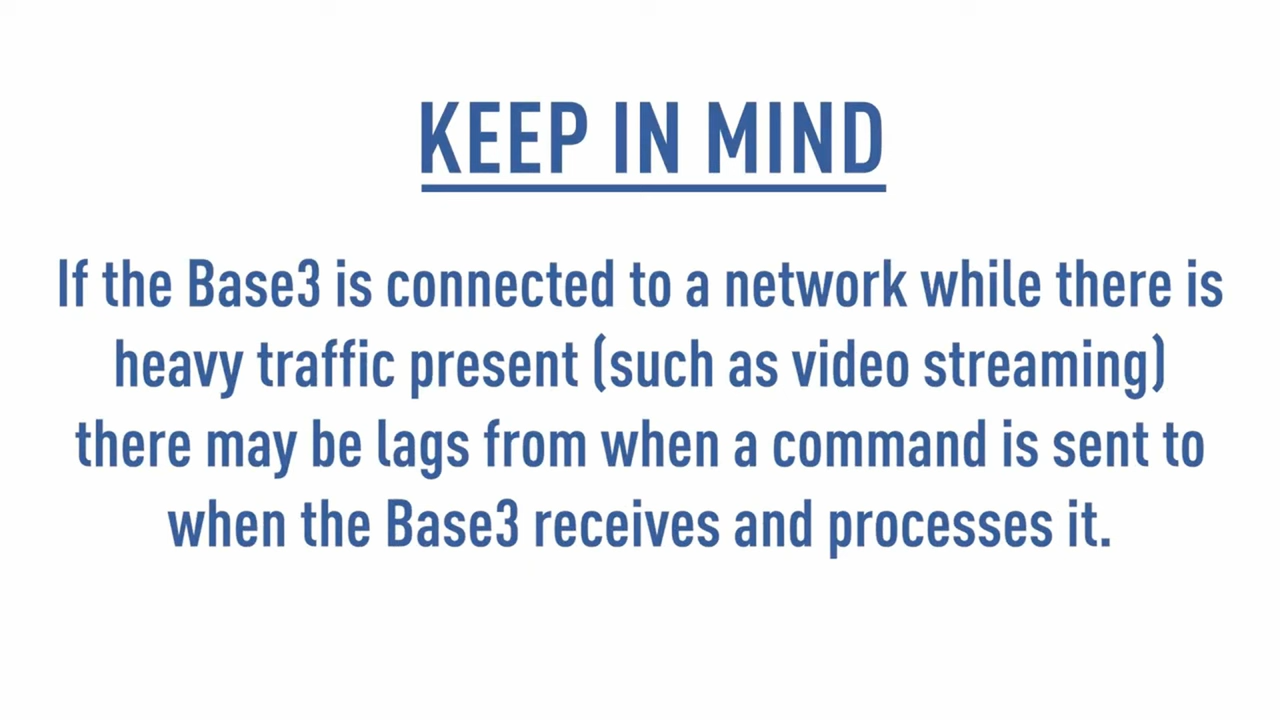 KEEP IN MIND
If the Base3 is connected to a network while there is
heavy traffic present (such as video streaming)
there may be lags from when a command is sent to
when the Base3 receives and processes it.